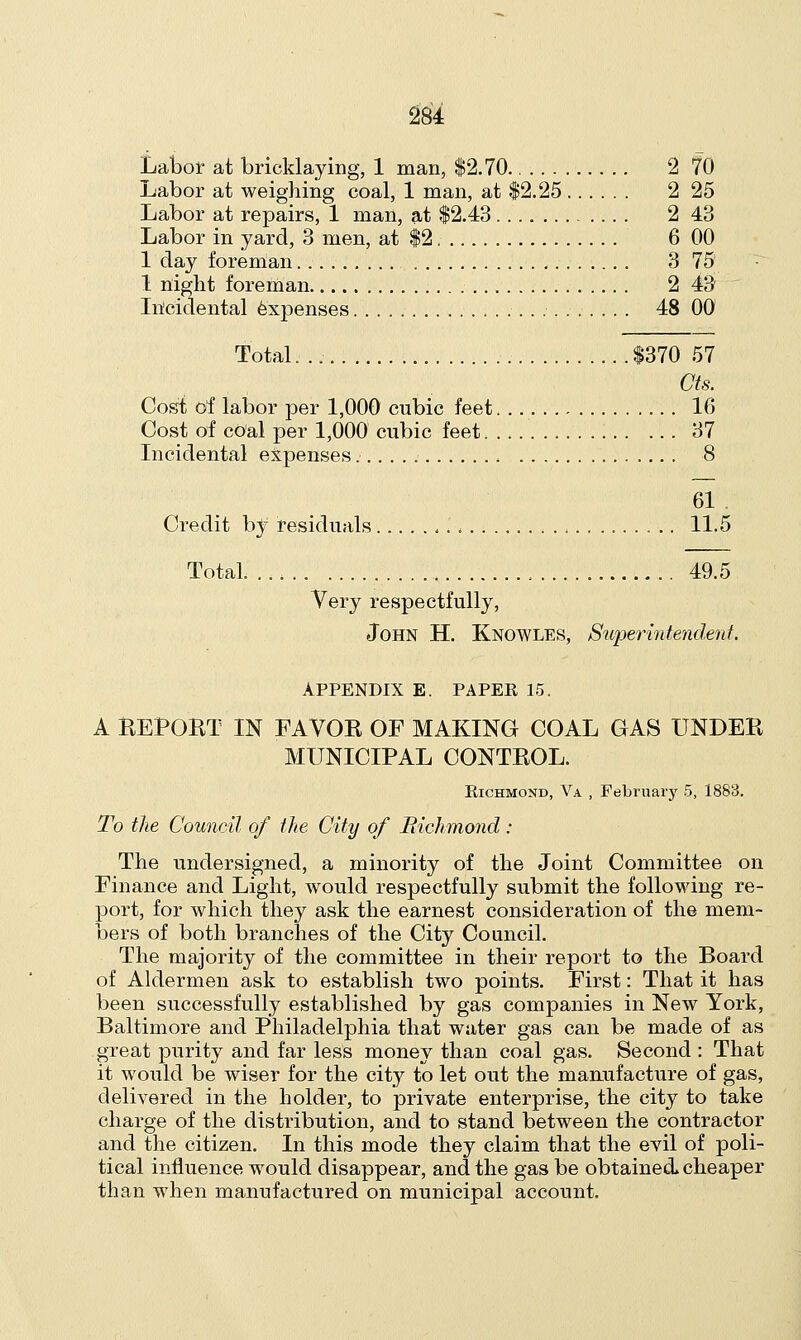 284
Labor at bricklaying, 1 man, $2.70............ 2 70
Labor at weighing coal, 1 man, at $2.25...... 2 25
Labor at repairs, 1 man, at $2.43............ 2 43
Labor in yard, 3 men, at $2.................. 6 00
1 day foreman................................ 3 75
1 night foreman.............................. 2 43
Incidental expenses.......................... 48 00
Total..............................$370 57
Cts.
Cost of labor per 1,000 cubic feet.................. 16
Cost of coal per 1,000 cubic feet................... 37
Incidental expenses............................. 8
61
Credit by residuals............................. 11.5
Total........................................ 49.5
Very respectfully,
John H. Knowles, Superintendent.
APPENDIX E. PAPER 15.
A REPORT IN FAVOR OF MAKING COAL GAS UNDER
MUNICIPAL CONTROL.
Richmond, Va , February 5, 1883.
To the Council of the City of Richmond :
The undersigned, a minority of the Joint Committee on
Finance and Light, would respectfully submit the following re-
port, for which they ask the earnest consideration of the mem-
bers of both branches of the City Council.
The majority of the committee in their report to the Board
of Aldermen ask to establish two points. First: That it has
been successfully established by gas companies in New York,
Baltimore and Philadelphia that water gas can be made of as
great purity and far less money than coal gas. Second : That
it would be wiser for the city to let out the manufacture of gas,
delivered in the holder, to private enterprise, the city to take
charge of the distribution, and to stand between the contractor
and the citizen. In this mode they claim that the evil of poli-
tical influence would disappear, and the gas be obtained cheaper
than when manufactured on municipal account.